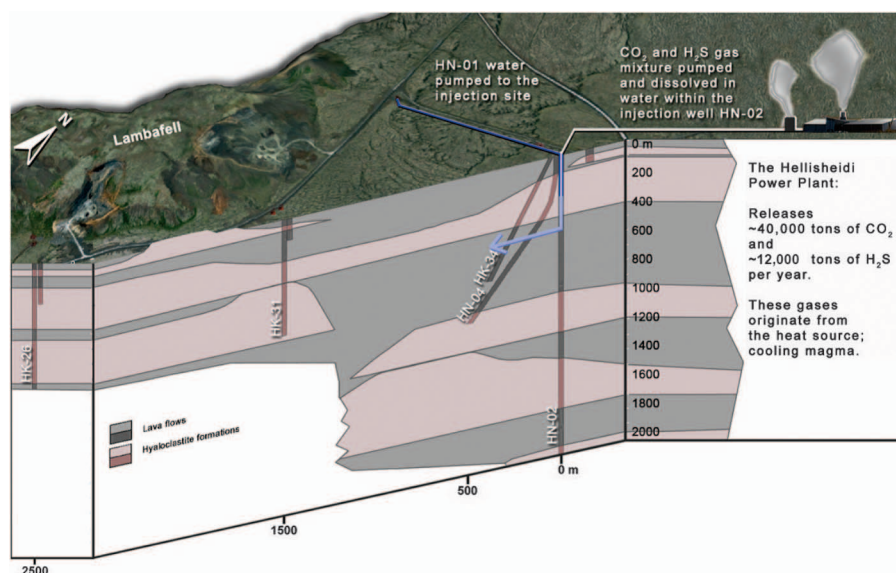 HN-01 water
pumped to the
injection site
CO₂ and H₂S gas
mixture pumped
and dissolved in
water within the
injection well HN-02
N
Lambafell
0 m
200
400
600
800
1000
1200
1400
1600
1800
2000
The Hellisheidi
Power Plant:
Releases
~40,000 tons of CO₂
and
~12,000 tons of H₂S
per year.
These gases
originate from
the heat source;
cooling magma.
HK-34
HN-04
HK-31
HK-26
HN-02
Lava flows
Hyaloclastite formations
0 m
500
1500
2500